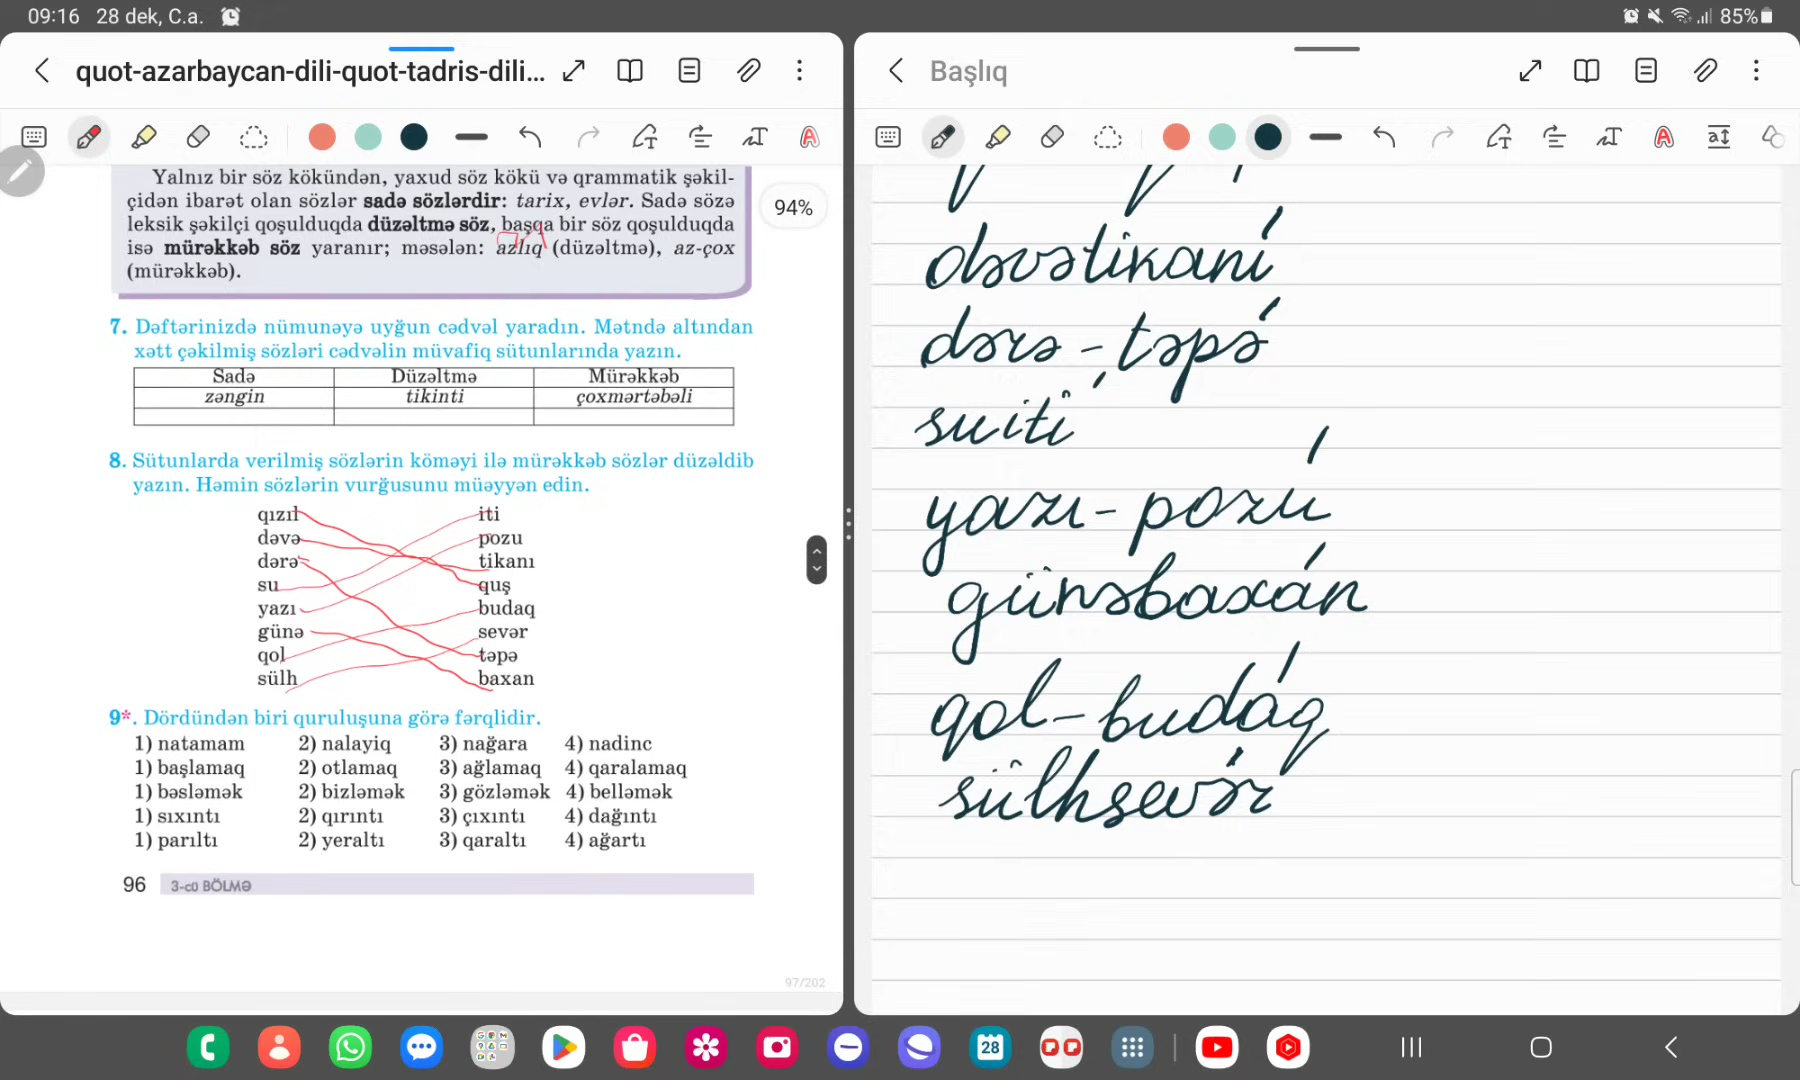 09:16 28 dek, C.a.
85%
quot-azarbaycan-dili-quot-tadris-dili...
Başlıq
Yalnız bir söz kökündən, yaxud söz kökü və qrammatik şəkil-
çidən ibarət olan sözlər sadə sözlərdir: tarix, evlər. Sadə sözə
leksik şəkilçi qoşulduqda düzəltmə söz, başqa bir söz qoşulduqda
isə mürəkkəb söz yaranır; məsələn: azlıq (düzəltmə), az-çox
(mürəkkəb).
94%
7. Dəftərinizdə nümunəyə uyğun cədvəl yaradın. Mətndə altından
xətt çəkilmiş sözləri cədvəlin müvafiq sütunlarında yazın.
Sadə Düzəltmə Mürəkkəb
zəngin tikinti çoxmərtəbəli
8. Sütunlarda verilmiş sözlərin köməyi ilə mürəkkəb sözlər düzəldib
yazın. Həmin sözlərin vurğusunu müəyyən edin.
qızıl iti
dəvə pozu
dərə tikanı
su quş
yazı budaq
günə sevər
qol təpə
sülh baxan
9*. Dördündən biri quruluşuna görə fərqlidir.
1) natamam 2) nalayiq 3) nağara 4) nadinc
1) başlamaq 2) otlamaq 3) ağlamaq 4) qaralamaq
1) bəsləmək 2) bizləmək 3) gözləmək 4) belləmək
1) sıxıntı 2) qırıntı 3) çıxıntı 4) dağıntı
1) parıltı 2) yeraltı 3) qaraltı 4) ağartı
96 3-cü BÖLMƏ
97/202
dəvətikanı
dərə-təpə
suiti
yazı-pozu
günəbaxan
qol-budaq
sülhsevər
28